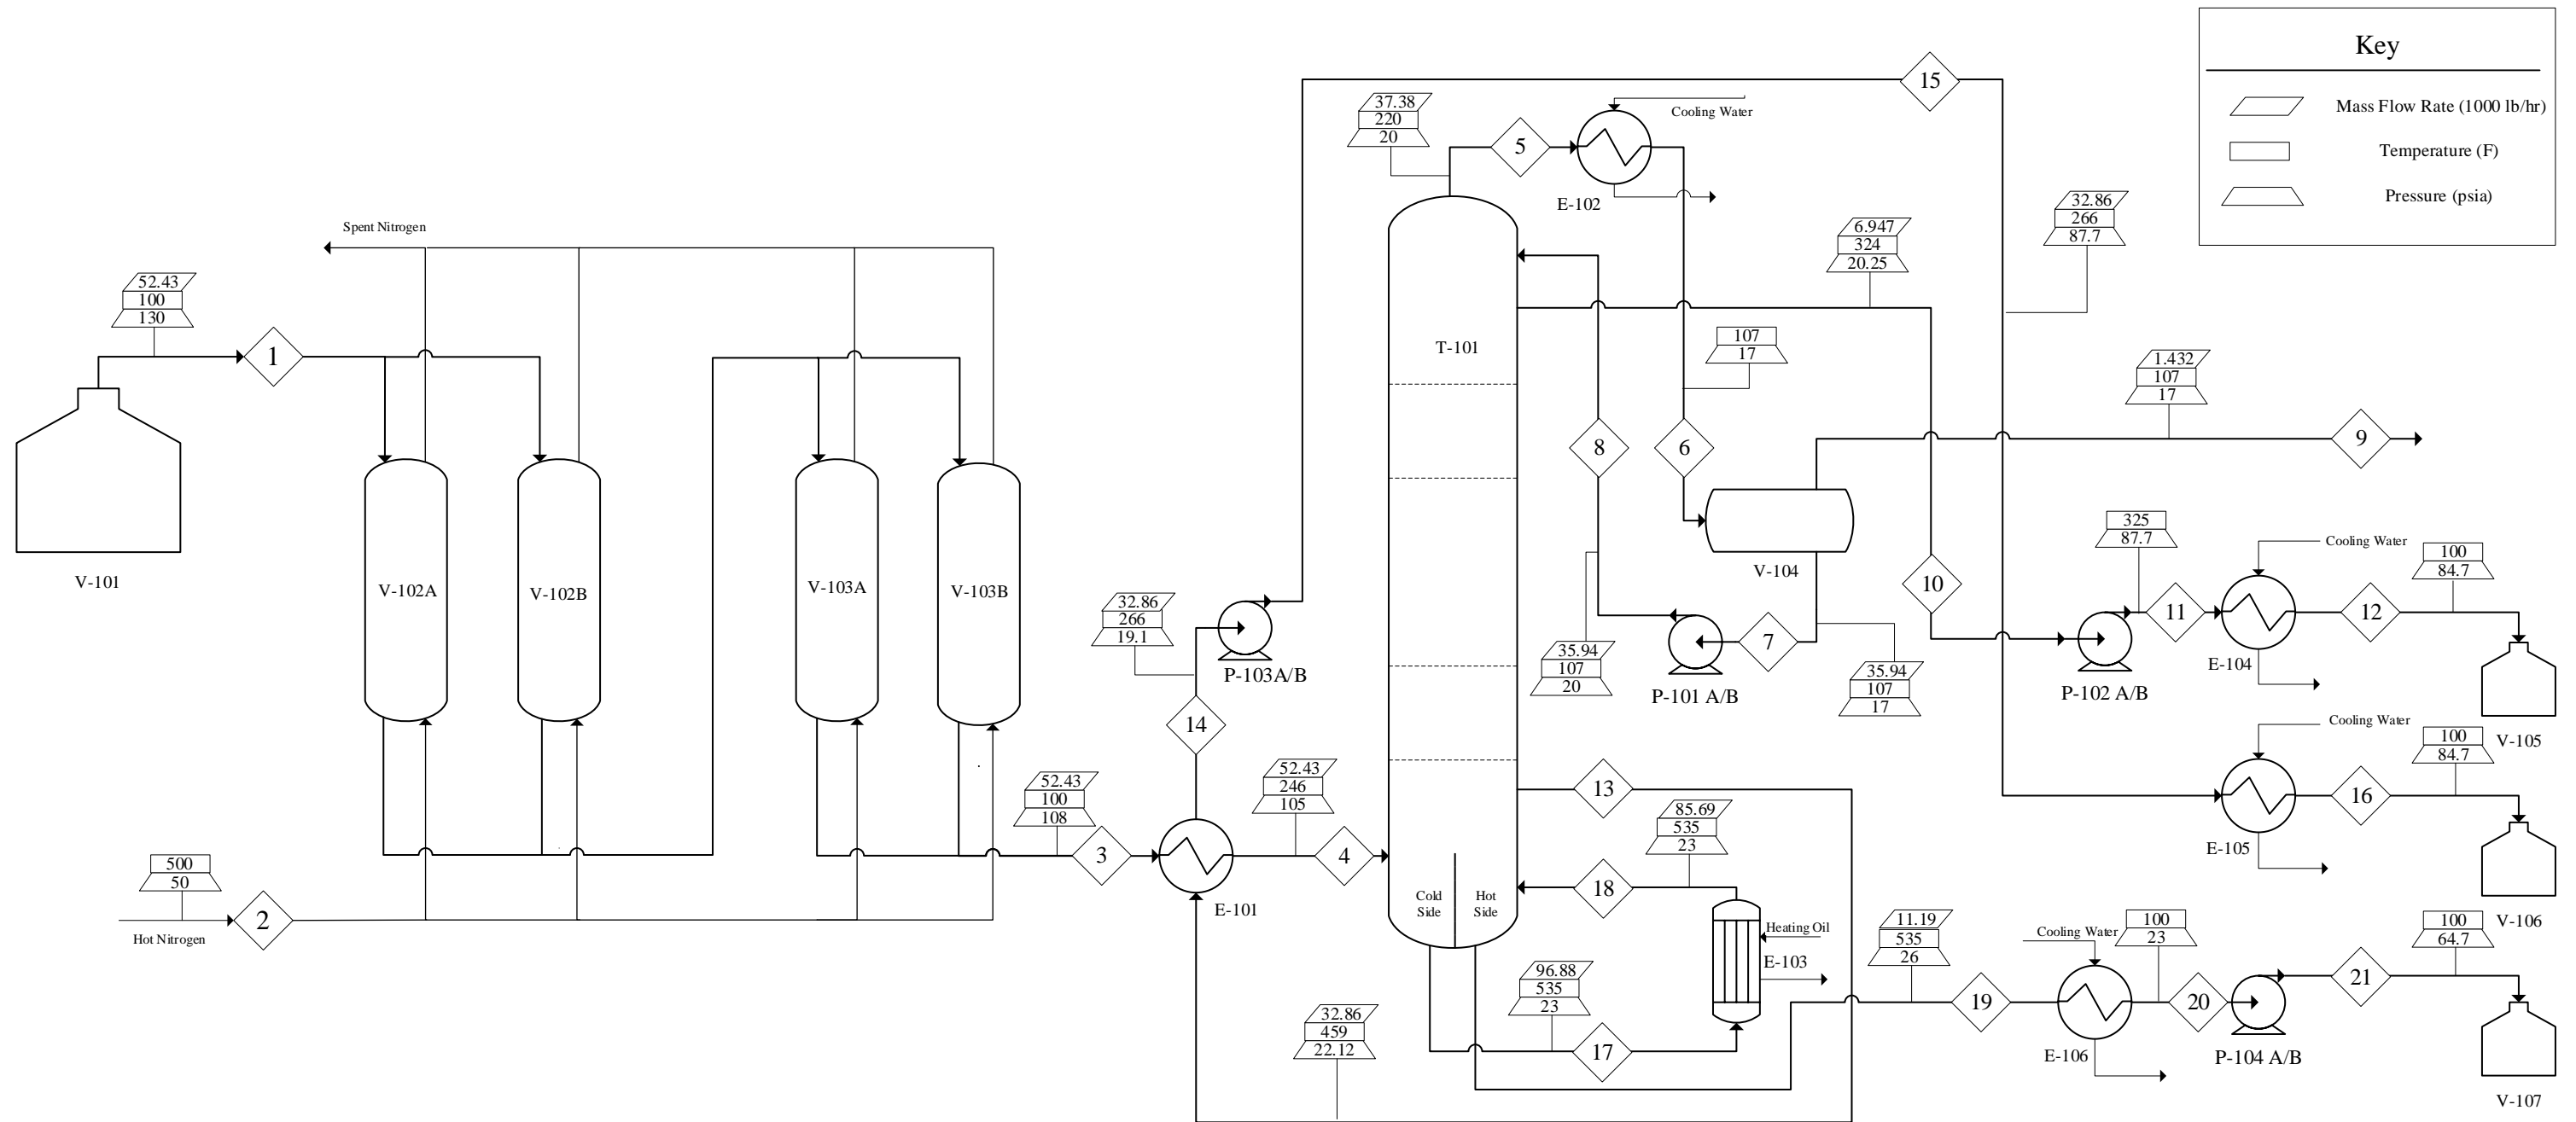 Key
Mass Flow Rate (1000 lb/hr)
Temperature (F)
Pressure (psia)
15
37.38
220
20
5
Cooling Water
E-102
32.86
266
87.7
6.947
324
20.25
Spent Nitrogen
52.43
100
130
1
V-101
V-102A
V-102B
V-103A
V-103B
500
50
Hot Nitrogen
2
T-101
107
17
8
6
1.432
107
17
9
V-104
10
325
87.7
11
Cooling Water
100
84.7
12
E-104
P-102 A/B
V-105
32.86
266
19.1
P-103A/B
14
35.94
107
20
P-101 A/B
7
35.94
107
17
52.43
100
108
3
E-101
52.43
246
105
4
13
85.69
535
23
18
Cold
Side
Hot
Side
Heating Oil
E-103
Cooling Water
100
84.7
16
E-105
V-106
96.88
535
23
17
32.86
459
22.12
11.19
535
26
19
Cooling Water
100
23
E-106
20
P-104 A/B
21
100
64.7
V-107